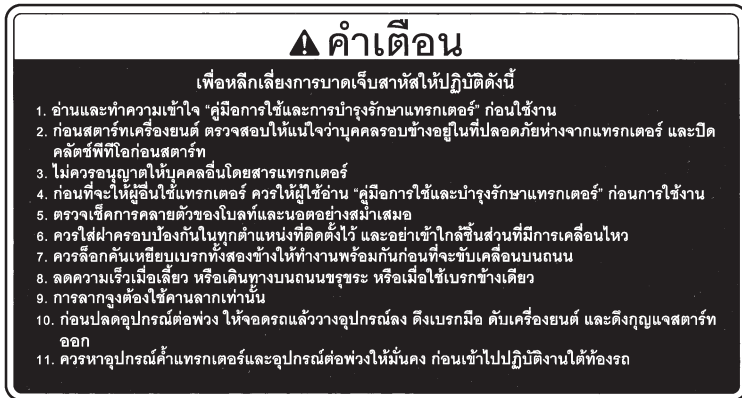 คำเตือน
เพื่อหลีกเลี่ยงการบาดเจ็บสาหัสให้ปฏิบัติดังนี้
1. อ่านและทำความเข้าใจ “คู่มือการใช้และการบำรุงรักษาแทรกเตอร์” ก่อนใช้งาน
2. ก่อนสตาร์ทเครื่องยนต์ ตรวจสอบให้แน่ใจว่าบุคคลรอบข้างอยู่ในที่ปลอดภัยห่างจากแทรกเตอร์ และปิด
คลัตช์พีทีโอก่อนสตาร์ท
3. ไม่ควรอนุญาตให้บุคคลอื่นโดยสารแทรกเตอร์
4. ก่อนที่จะให้ผู้อื่นใช้แทรกเตอร์ ควรให้ผู้ใช้อ่าน “คู่มือการใช้และบำรุงรักษาแทรกเตอร์” ก่อนการใช้งาน
5. ตรวจเช็คการคลายตัวของโบลท์และนอตอย่างสม่ำเสมอ
6. ควรใส่ฝาครอบป้องกันในทุกตำแหน่งที่ติดตั้งไว้ และอย่าเข้าใกล้ชิ้นส่วนที่มีการเคลื่อนไหว
7. ควรล็อกคันเหยียบเบรกทั้งสองข้างให้ทำงานพร้อมกันก่อนที่จะขับเคลื่อนบนถนน
8. ลดความเร็วเมื่อเลี้ยว หรือเดินทางบนถนนขรุขระ หรือเมื่อใช้เบรกข้างเดียว
9. การลากจูงต้องใช้คานลากเท่านั้น
10. ก่อนปลดอุปกรณ์ต่อพ่วง ให้จอดรถแล้ววางอุปกรณ์ลง ดึงเบรกมือ ดับเครื่องยนต์ และดึงกุญแจสตาร์ท
ออก
11. ควรหาอุปกรณ์ค้ำแทรกเตอร์และอุปกรณ์ต่อพ่วงให้มั่นคง ก่อนเข้าไปปฏิบัติงานใต้ท้องรถ